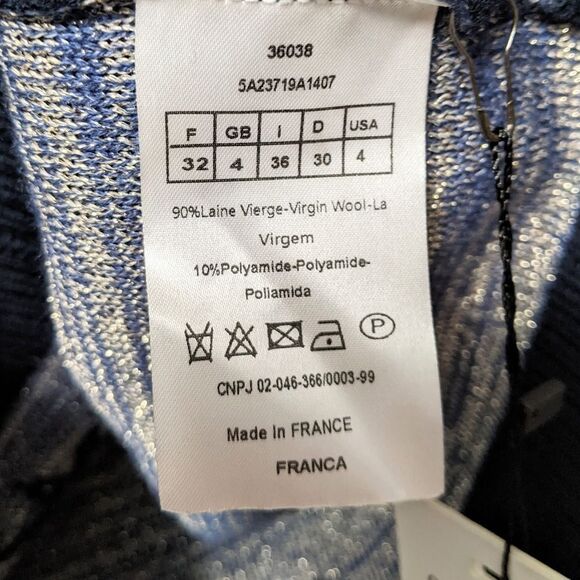 36038
5A23719A1407
F GB I D USA
32 4 36 30 4
90%Laine Vierge-Virgin Wool-La
Virgem
10%Polyamide-Polyamide-
Poliamida
P
CNPJ 02-046-366/0003-99
Made In FRANCE
FRANCA